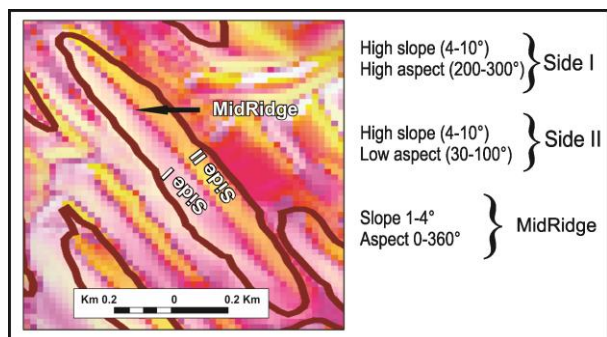 MidRidge
Side I
Side II
Km 0.2 0 0.2 Km
High slope (4-10°)
High aspect (200-300°)
Side I
High slope (4-10°)
Low aspect (30-100°)
Side II
Slope 1-4°
Aspect 0-360°
MidRidge